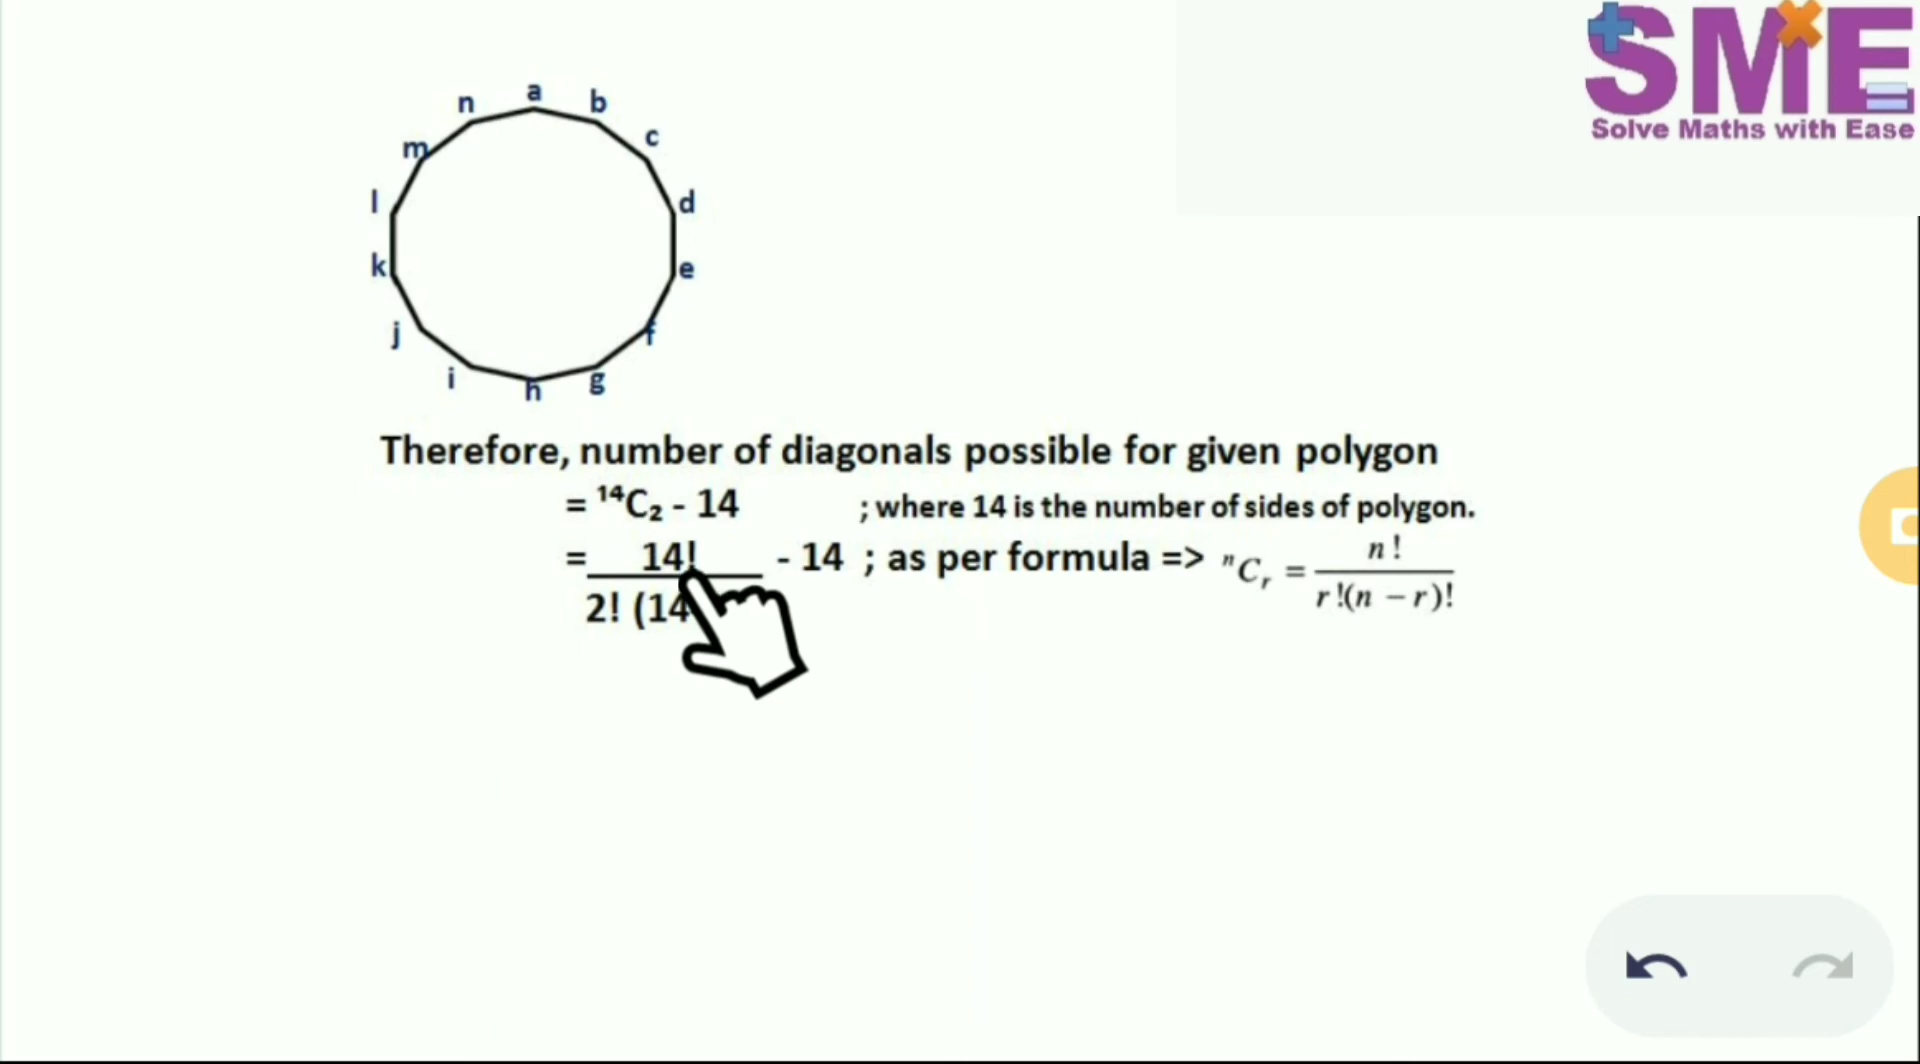 SME
Solve Maths with Ease
a
n
b
m
c
l
d
k
e
j
f
i
h
g
Therefore, number of diagonals possible for given polygon
= ¹⁴C₂ - 14 ; where 14 is the number of sides of polygon.
= 14! - 14 ; as per formula => ⁿCᵣ = n!
2! (14 r!(n – r)!